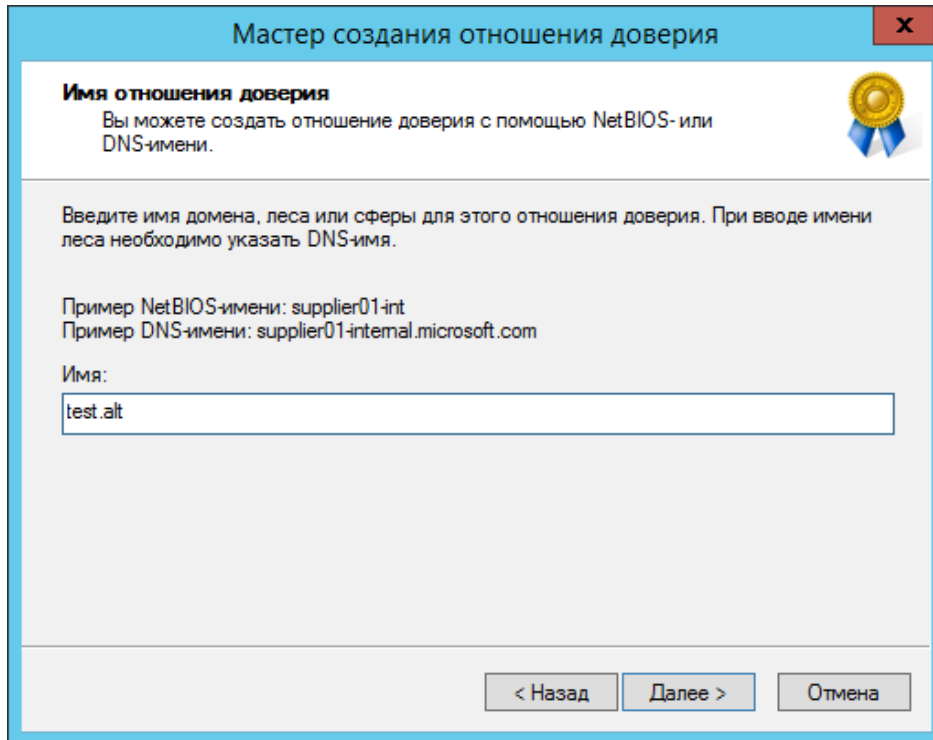 Мастер создания отношения доверия
x
Имя отношения доверия
Вы можете создать отношение доверия с помощью NetBIOS- или
DNS-имени.
Введите имя домена, леса или сферы для этого отношения доверия. При вводе имени
леса необходимо указать DNS-имя.
Пример NetBIOS-имени: supplier01-int
Пример DNS-имени: supplier01-internal.microsoft.com
Имя:
test.alt
< Назад
Далее >
Отмена